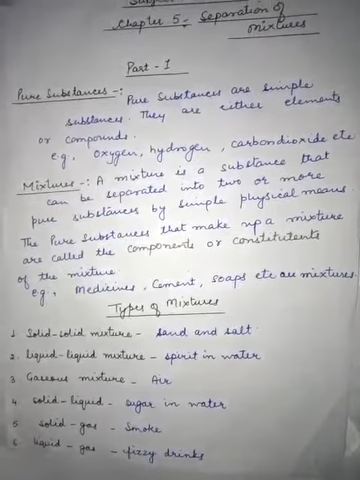 Chapter 5 - Separation of
Mixtures
Part - I
Pure Substances -: Pure Substances are simple
substances. They are either elements
or compounds.
e.g, Oxygen, hydrogen, carbondioxide etc
Mixtures -: A mixture is a substance that
can be separated into two or more
pure substances by simple physical means.
The Pure Substances that make up a mixture
are called the components or constitutents
of the mixture.
e.g, Medicines, Cement, Soaps etc are mixtures.
Types of Mixtures
1 Solid-solid mixture - sand and salt.
2. liquid-liquid mixture - spirit in water
3 Gaseous mixture - Air
4 solid-liquid - sugar in water
5 solid-gas - Smoke
6 liquid-gas - fizzy drinks